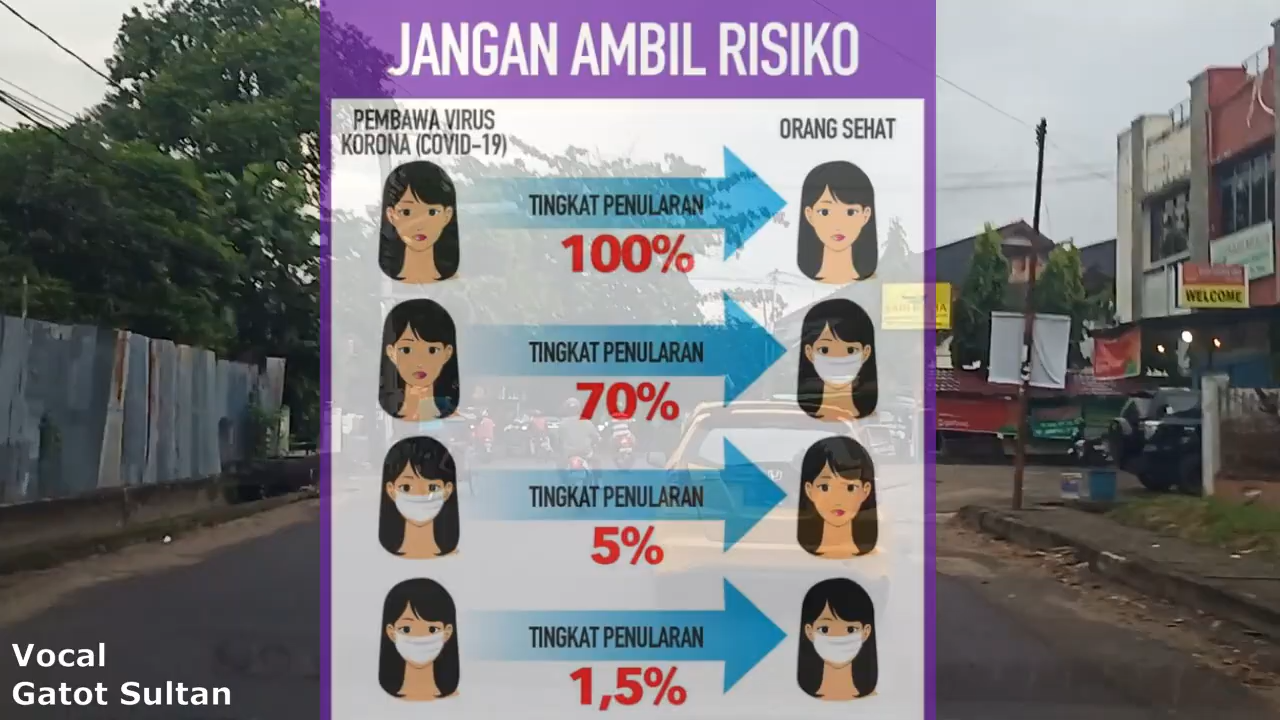 JANGAN AMBIL RISIKO
PEMBAWA VIRUS
KORONA (COVID-19)
ORANG SEHAT
TINGKAT PENULARAN
100%
TINGKAT PENULARAN
70%
TINGKAT PENULARAN
5%
TINGKAT PENULARAN
1,5%
WELCOME
Vocal
Gatot Sultan